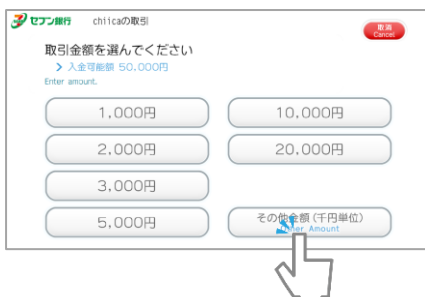 セブン銀行 chiicaの取引
取消
Cancel
取引金額を選んでください
> 入金可能額 50,000円
Enter amount.
1,000円
10,000円
2,000円
20,000円
3,000円
5,000円
その他金額(千円単位)
Other Amount